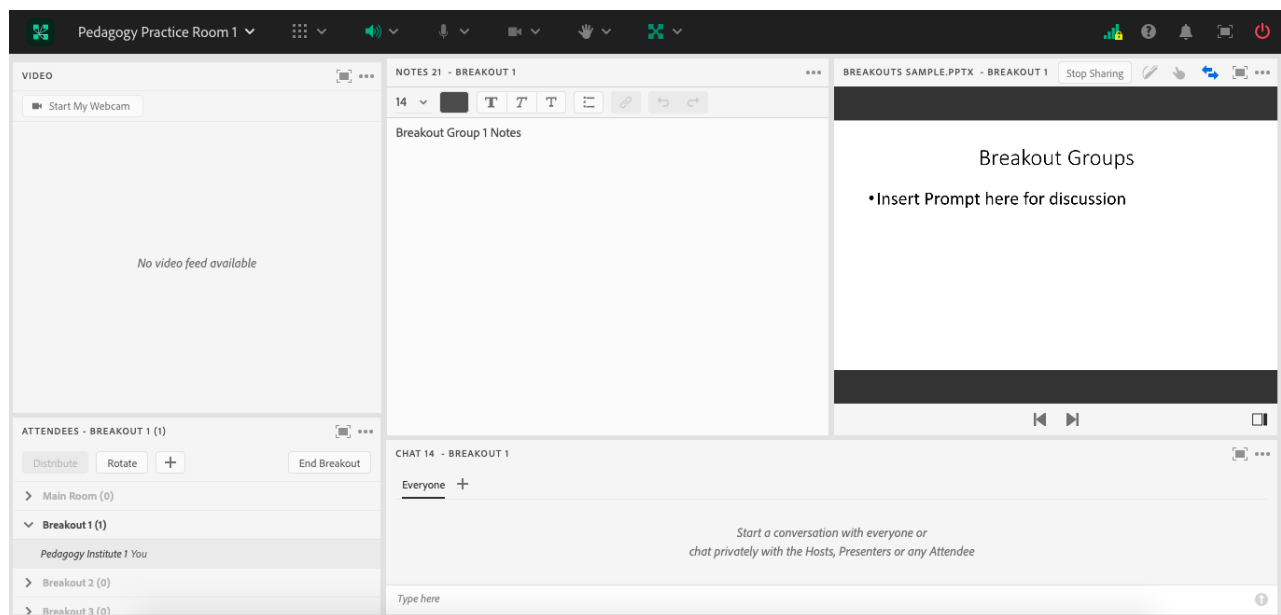 Pedagogy Practice Room 1
VIDEO
Start My Webcam
No video feed available
ATTENDEES - BREAKOUT 1 (1)
Distribute Rotate + End Breakout
Main Room (0)
Breakout 1 (1)
Pedagogy Institute 1 You
Breakout 2 (0)
Breakout 3 (0)
NOTES 21 - BREAKOUT 1
14 T T T
Breakout Group 1 Notes
BREAKOUTS SAMPLE.PPTX - BREAKOUT 1 Stop Sharing
Breakout Groups
•Insert Prompt here for discussion
CHAT 14 - BREAKOUT 1
Everyone +
Start a conversation with everyone or
chat privately with the Hosts, Presenters or any Attendee
Type here